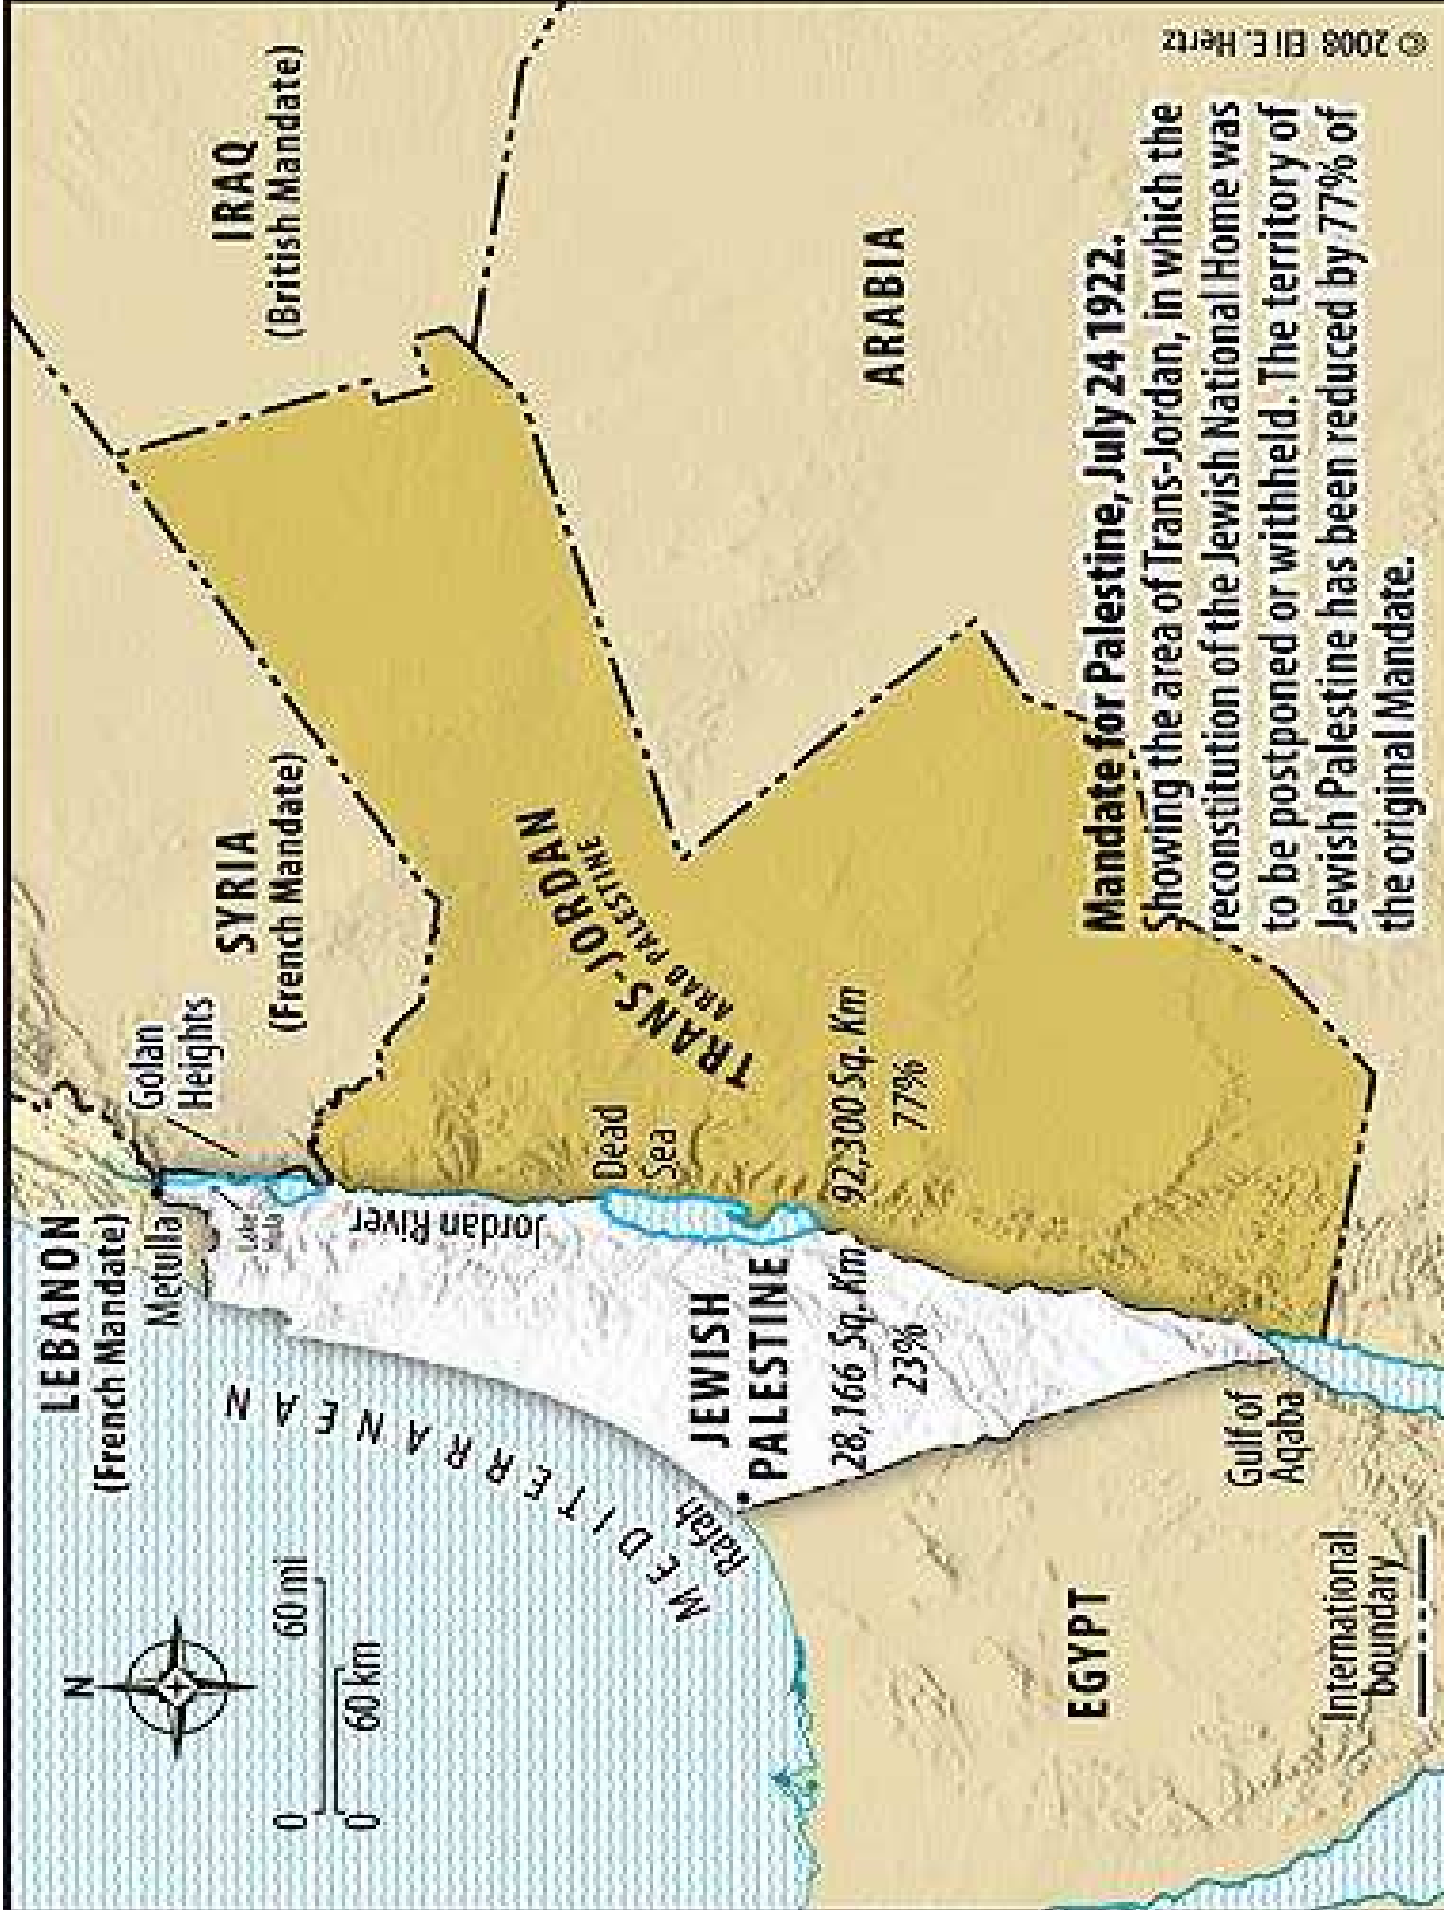 LEBANON
(French Mandate)
Metulla
Golan
Heights
SYRIA
(French Mandate)
IRAQ
(British Mandate)
N
0 60 mi
0 60 km
MEDITERRANEAN
Lake
Jordan River
Dead
Sea
TRANS-JORDAN
ARAB PALESTINE
Rafah
JEWISH
PALESTINE
28,166 Sq. Km
23%
92,300 Sq. Km
77%
ARABIA
EGYPT
Gulf of
Aqaba
International
boundary
Mandate for Palestine, July 24 1922.
Showing the area of Trans-Jordan, in which the
reconstitution of the Jewish National Home was
to be postponed or withheld. The territory of
Jewish Palestine has been reduced by 77% of
the original Mandate.
© 2008 Eli E. Hertz